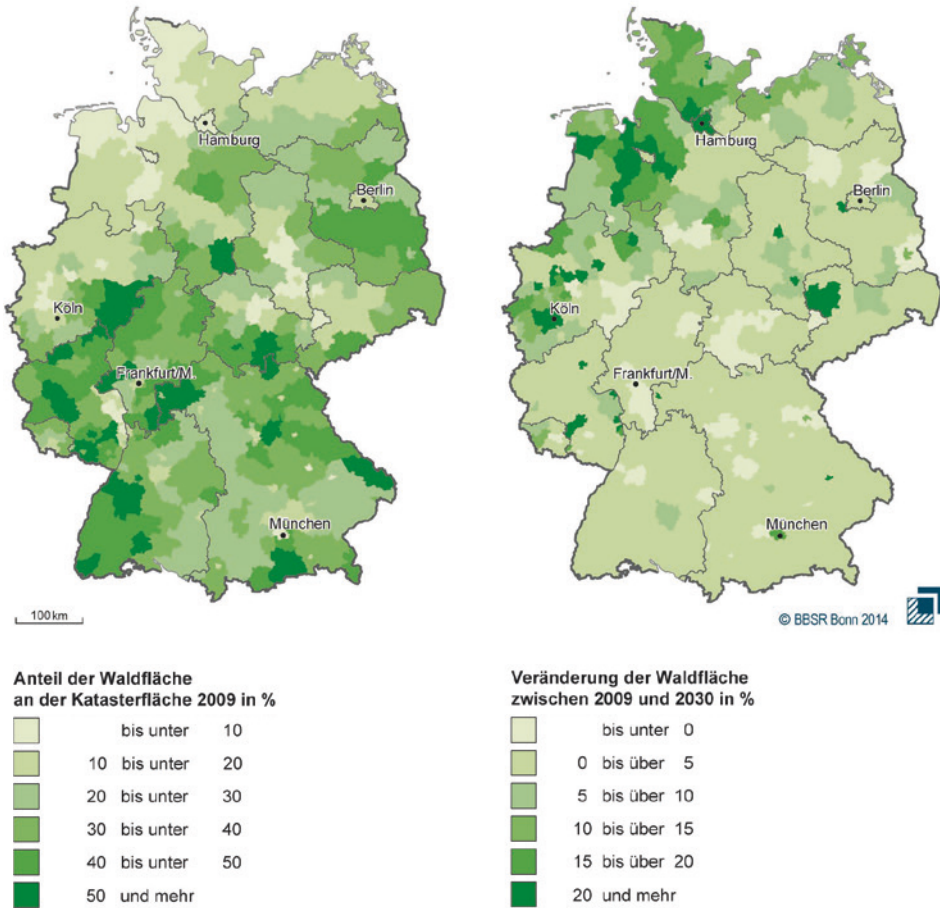 Hamburg
Berlin
Köln
Frankfurt/M.
München
100 km
Hamburg
Berlin
Köln
Frankfurt/M.
München
© BBSR Bonn 2014
Anteil der Waldfläche
an der Katasterfläche 2009 in %
bis unter 10
10 bis unter 20
20 bis unter 30
30 bis unter 40
40 bis unter 50
50 und mehr
Veränderung der Waldfläche
zwischen 2009 und 2030 in %
bis unter 0
0 bis über 5
5 bis über 10
10 bis über 15
15 bis über 20
20 und mehr